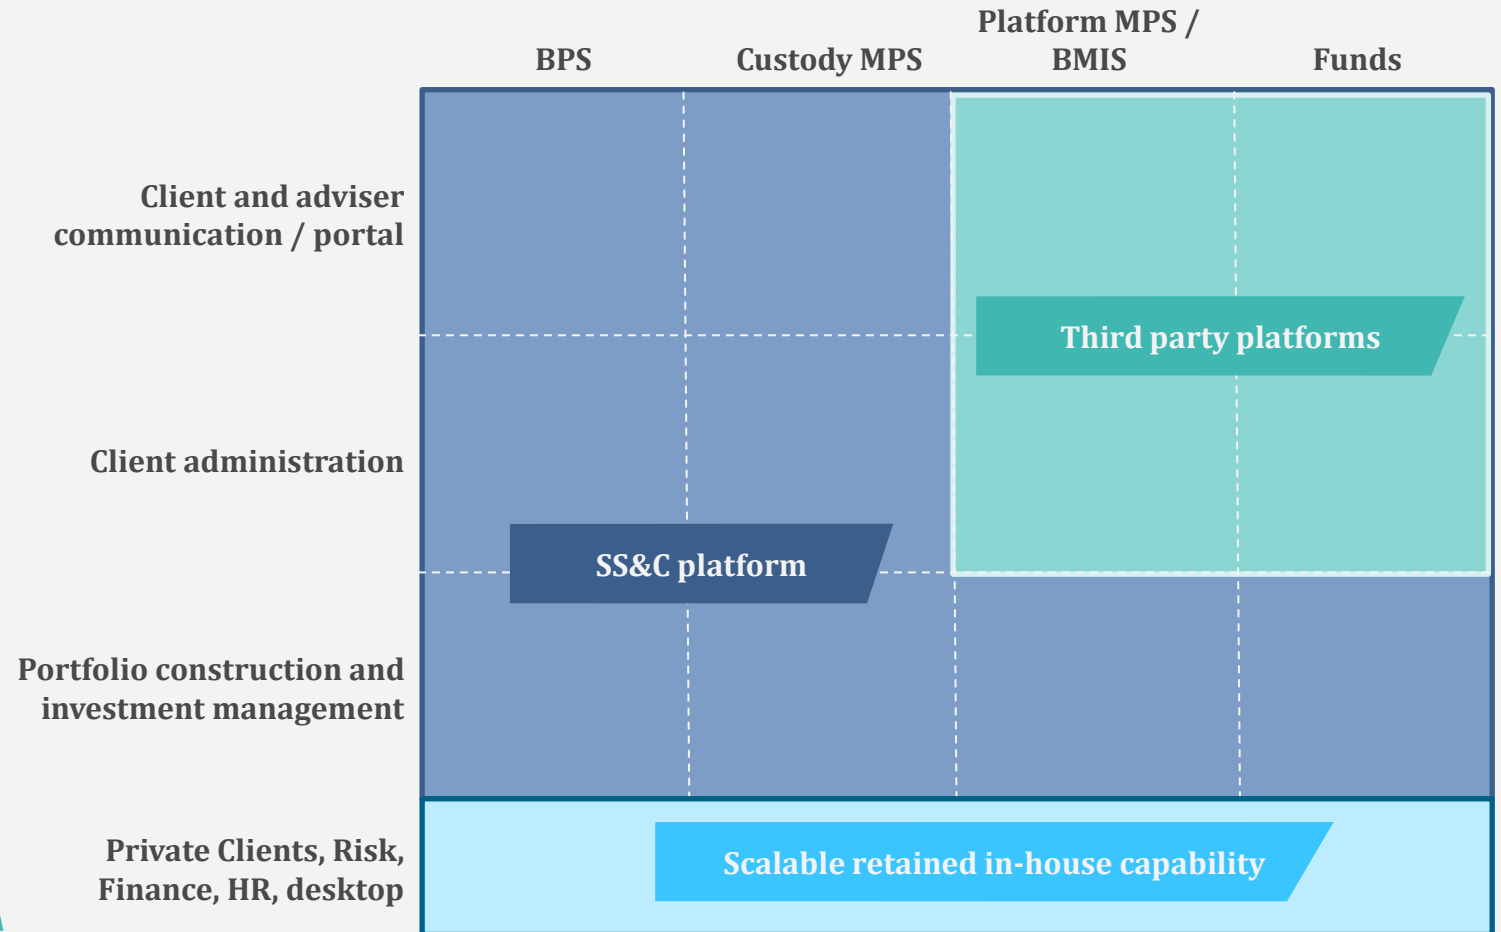 Platform MPS /
BPS
Custody MPS
BMIS
Funds
Client and adviser
communication / portal
Third party platforms
Client administration
SS&C platform
Portfolio construction and
investment management
Private Clients, Risk,
Finance, HR, desktop
Scalable retained in-house capability